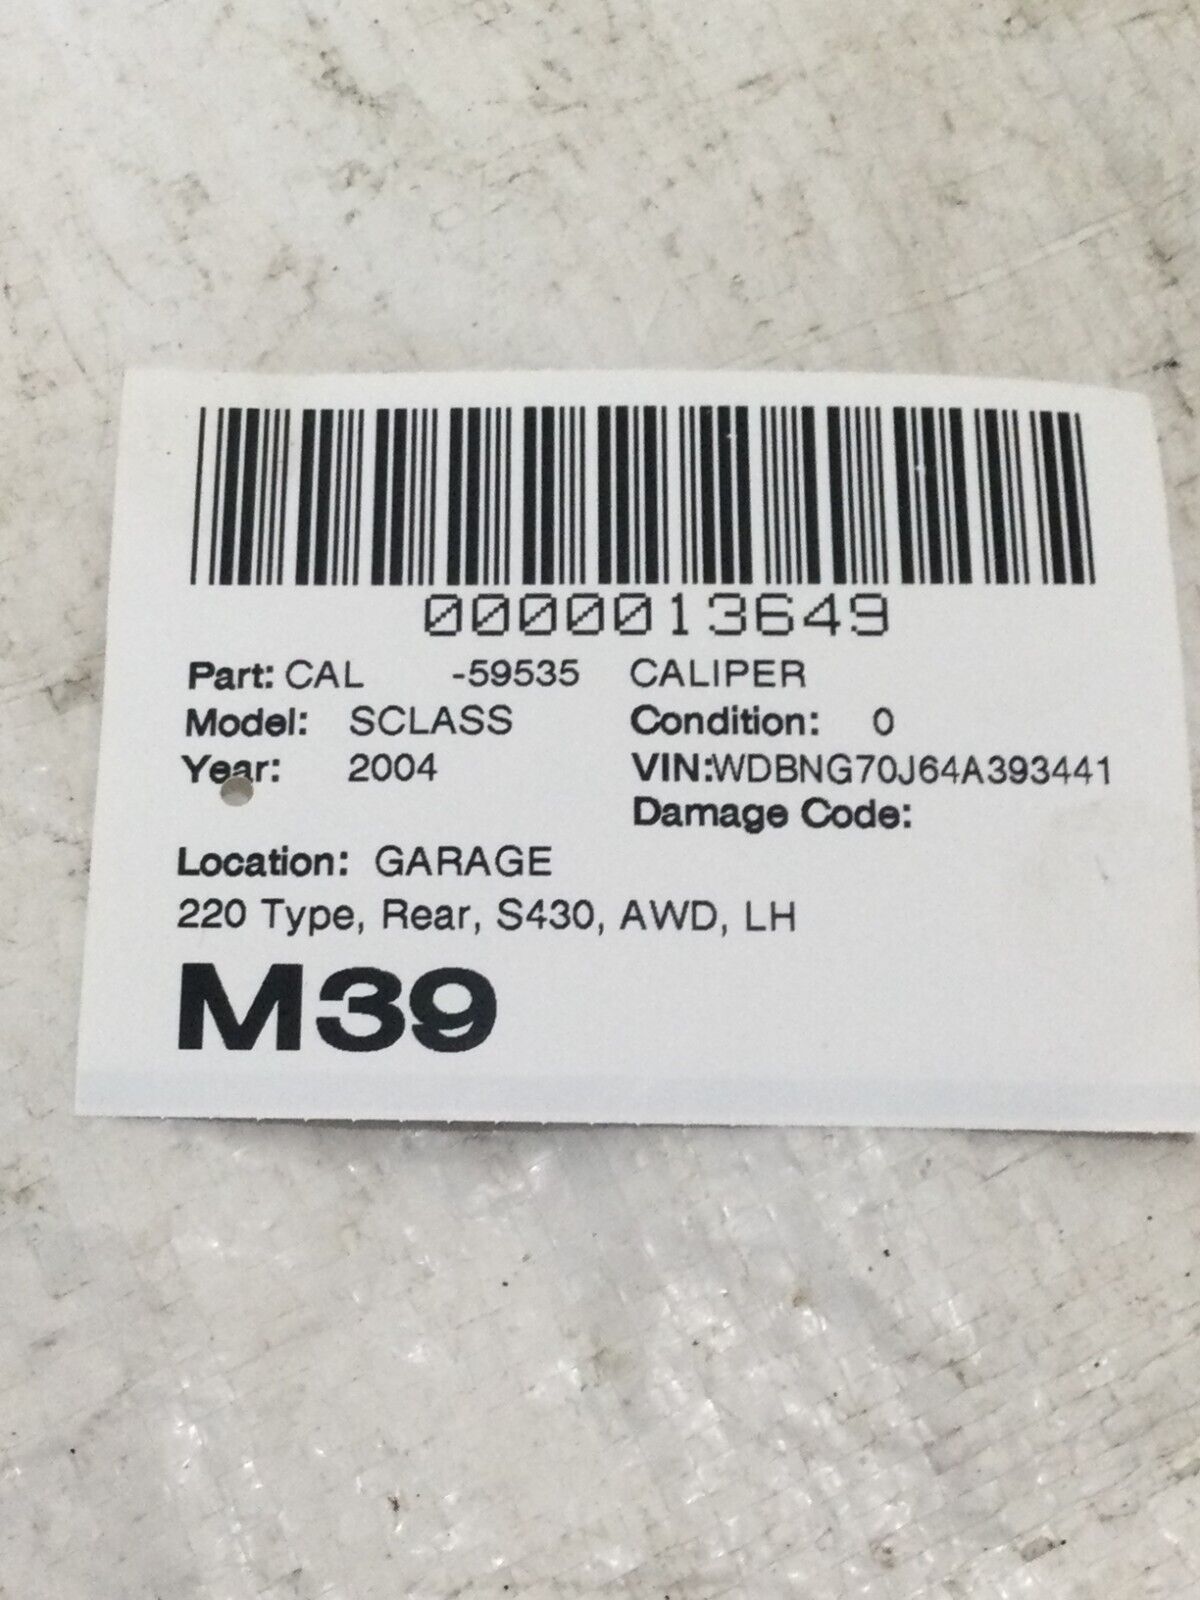 0000013649
Part: CAL -59535 CALIPER
Model: SCLASS Condition: 0
Year: 2004 VIN:WDBNG70J64A393441
Damage Code:
Location: GARAGE
220 Type, Rear, S430, AWD, LH
M39